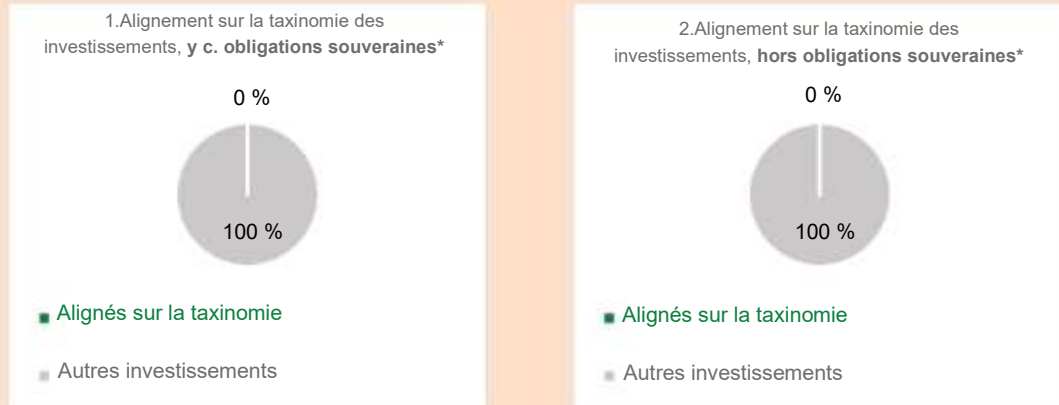 1.Alignement sur la taxinomie des
investissements, y c. obligations souveraines*
0 %
100 %
Alignés sur la taxinomie
Autres investissements
2.Alignement sur la taxinomie des
investissements, hors obligations souveraines*
0 %
100 %
Alignés sur la taxinomie
Autres investissements